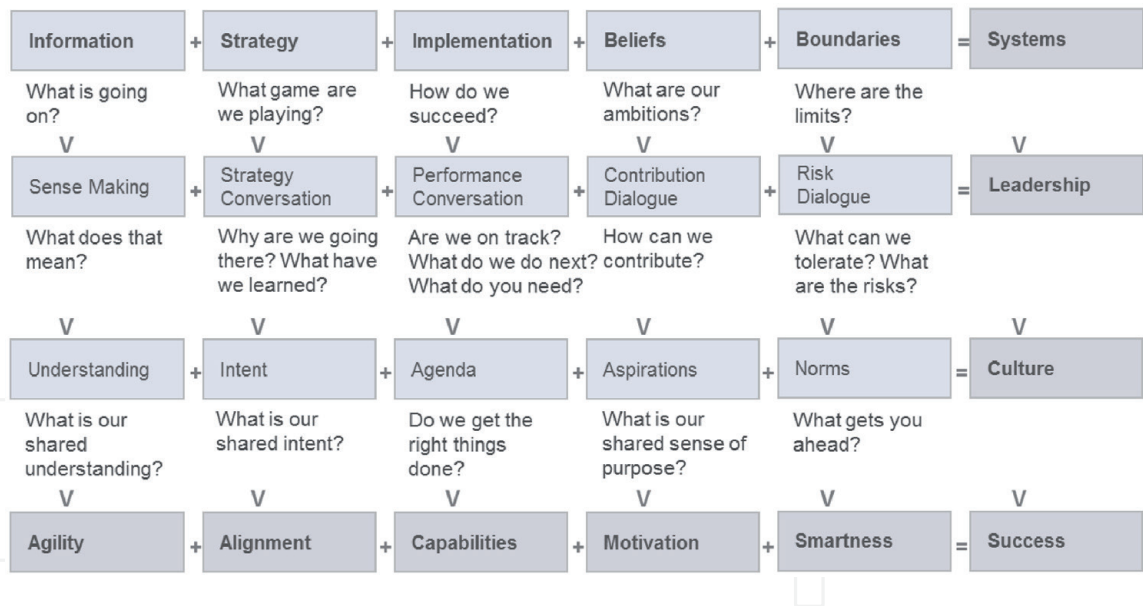 Information + Strategy + Implementation + Beliefs + Boundaries = Systems
What is going
on?
What game are
we playing?
How do we
succeed?
What are our
ambitions?
Where are the
limits?
V V V V V V
Sense Making + Strategy
Conversation + Performance
Conversation + Contribution
Dialogue + Risk
Dialogue = Leadership
What does that
mean?
Why are we going
there? What have
we learned?
Are we on track?
What do we do next?
What do you need?
How can we
contribute?
What can we
tolerate? What
are the risks?
V V V V V V
Understanding + Intent + Agenda + Aspirations + Norms = Culture
What is our
shared
understanding?
What is our
shared intent?
Do we get the
right things
done?
What is our
shared sense of
purpose?
What gets you
ahead?
V V V V V V
Agility + Alignment + Capabilities + Motivation + Smartness = Success